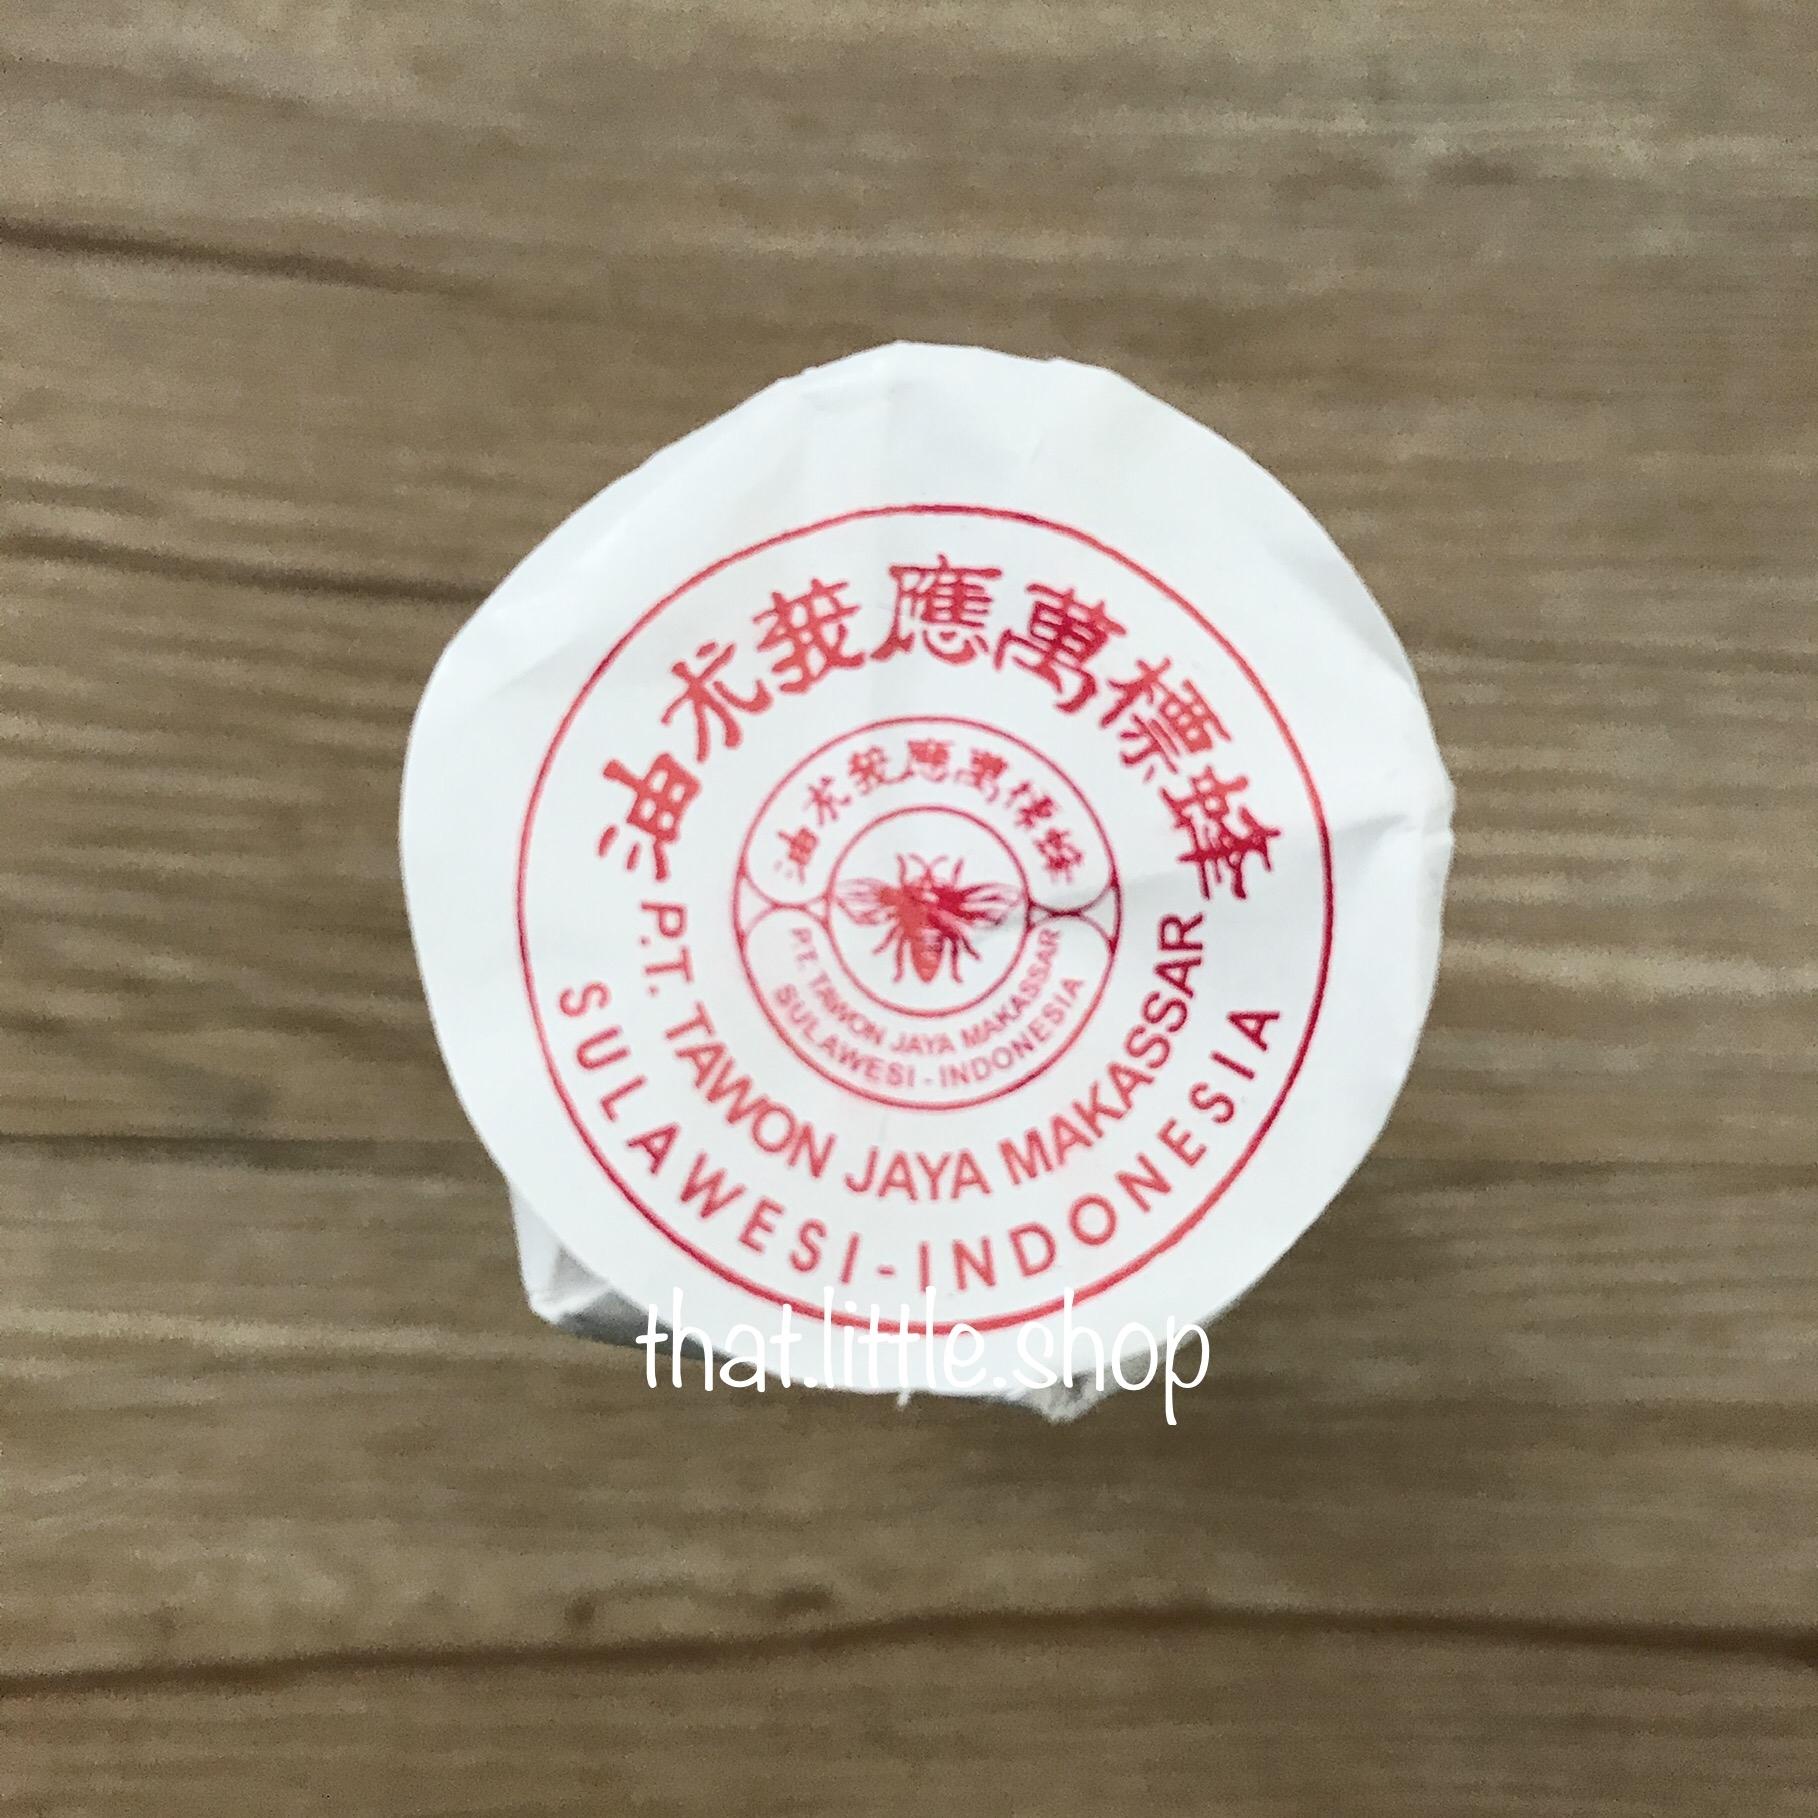 蜂標萬應莪朮油
P.T. TAWON JAYA MAKASSAR
SULAWESI-INDONESIA
蜂標萬應莪朮油
P.T. TAWON JAYA MAKASSAR
SULAWESI-INDONESIA
that.little.shop